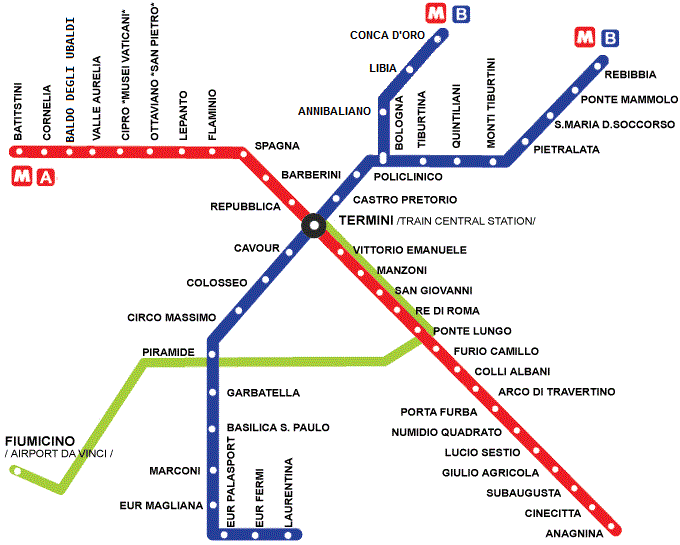 M B
CONCA D'ORO
LIBIA
ANNIBALIANO
M B
REBIBBIA
PONTE MAMMOLO
S.MARIA D.SOCCORSO
PIETRALATA
MONTI TIBURTINI
QUINTILIANI
TIBURTINA
BOLOGNA
BATTISTINI
CORNELIA
BALDO DEGLI UBALDI
VALLE AURELIA
CIPRO *MUSEI VATICANI*
OTTAVIANO *SAN PIETRO*
LEPANTO
FLAMINIO
M A
SPAGNA
BARBERINI
REPUBBLICA
POLICLINICO
CASTRO PRETORIO
TERMINI /TRAIN CENTRAL STATION/
CAVOUR
COLOSSEO
CIRCO MASSIMO
PIRAMIDE
GARBATELLA
BASILICA S. PAULO
MARCONI
EUR MAGLIANA
EUR PALASPORT
EUR FERMI
LAURENTINA
VITTORIO EMANUELE
MANZONI
SAN GIOVANNI
RE DI ROMA
PONTE LUNGO
FURIO CAMILLO
COLLI ALBANI
ARCO DI TRAVERTINO
PORTA FURBA
NUMIDIO QUADRATO
LUCIO SESTIO
GIULIO AGRICOLA
SUBAUGUSTA
CINECITTA
ANAGNINA
FIUMICINO
/ AIRPORT DA VINCI /